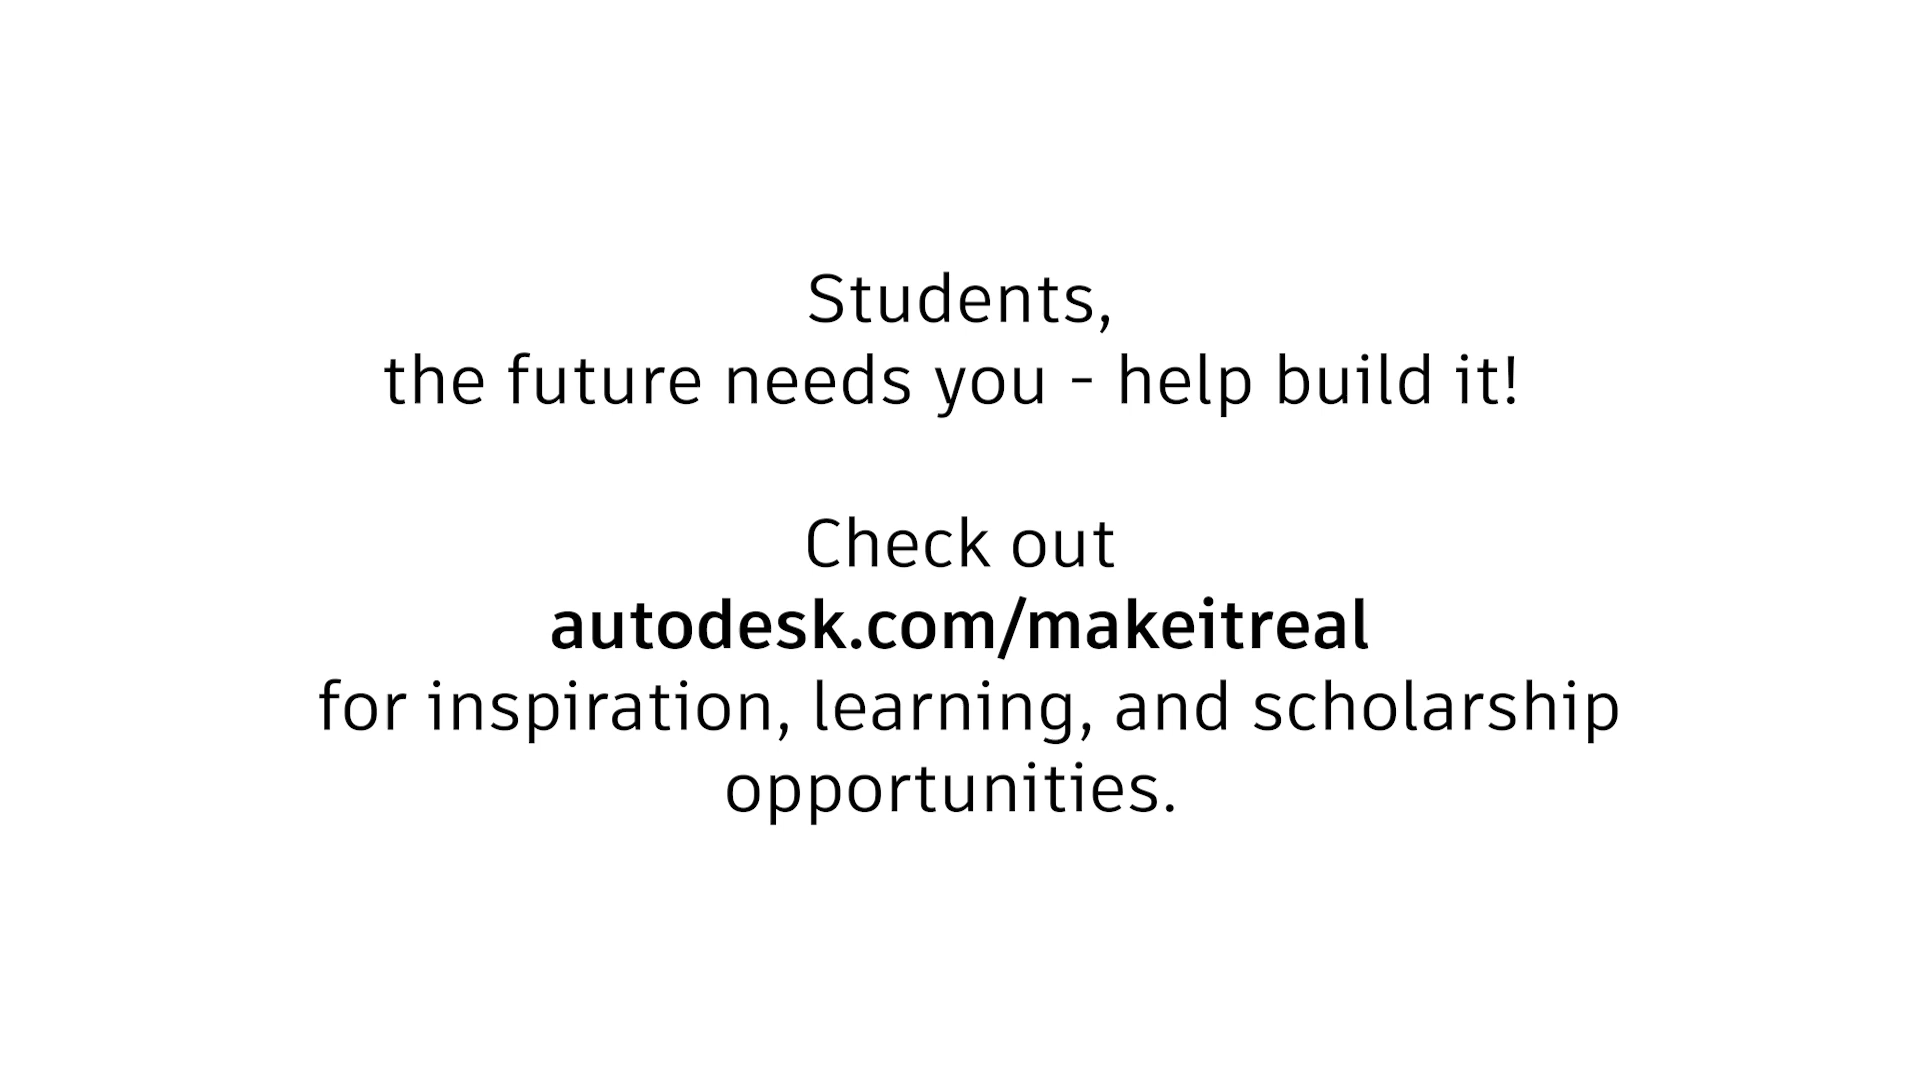 Students,
the future needs you - help build it!
Check out
autodesk.com/makeitreal
for inspiration, learning, and scholarship
opportunities.